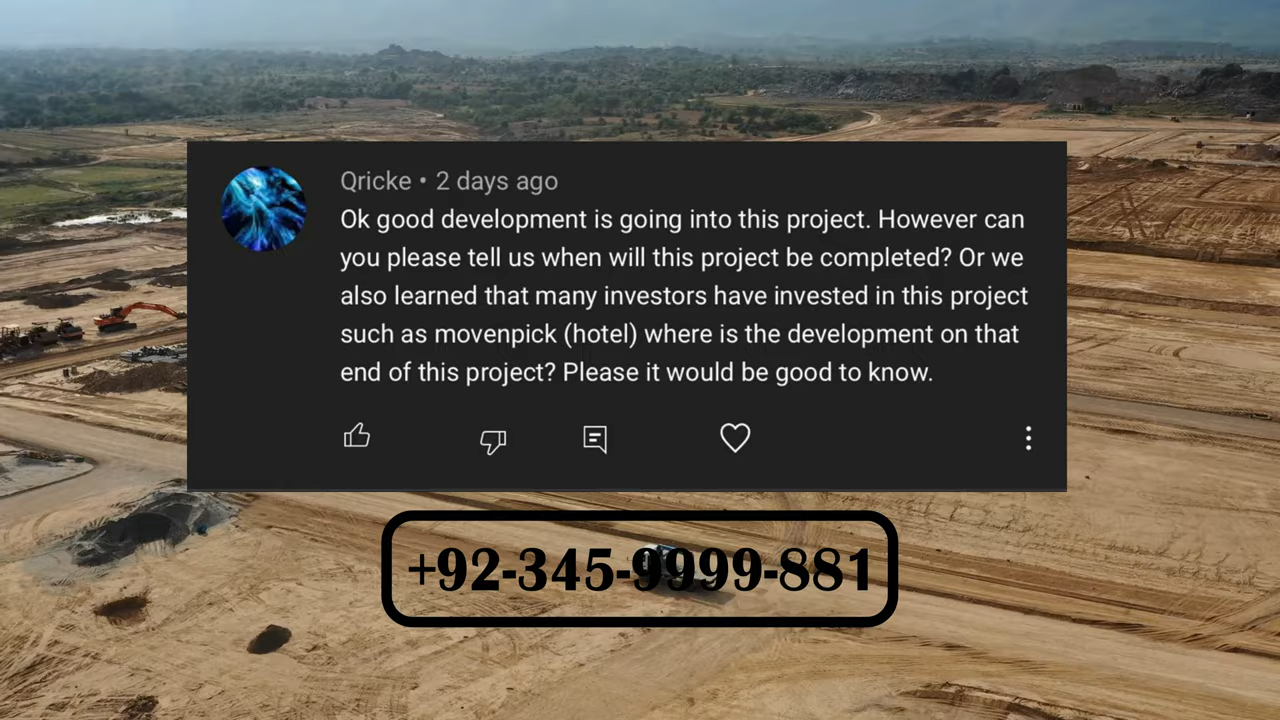 Qricke • 2 days ago
Ok good development is going into this project. However can
you please tell us when will this project be completed? Or we
also learned that many investors have invested in this project
such as movenpick (hotel) where is the development on that
end of this project? Please it would be good to know.
+92-345-9999-881